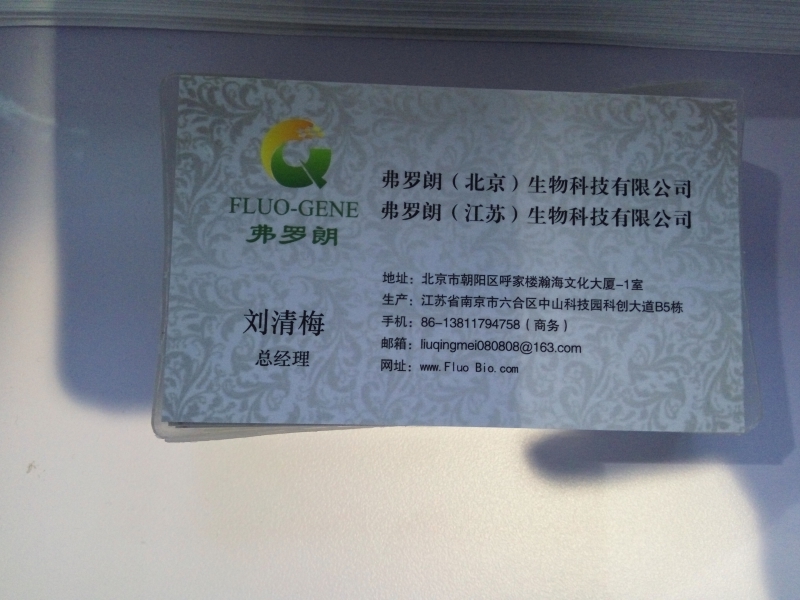 FLUO-GENE
弗罗朗
弗罗朗（北京）生物科技有限公司
弗罗朗（江苏）生物科技有限公司
刘清梅
总经理
地址：北京市朝阳区呼家楼瀚海文化大厦-1室
生产：江苏省南京市六合区中山科技园科创大道B5栋
手机：86-13811794758（商务）
邮箱：liuqingmei080808@163.com
网址：www.Fluo Bio.com